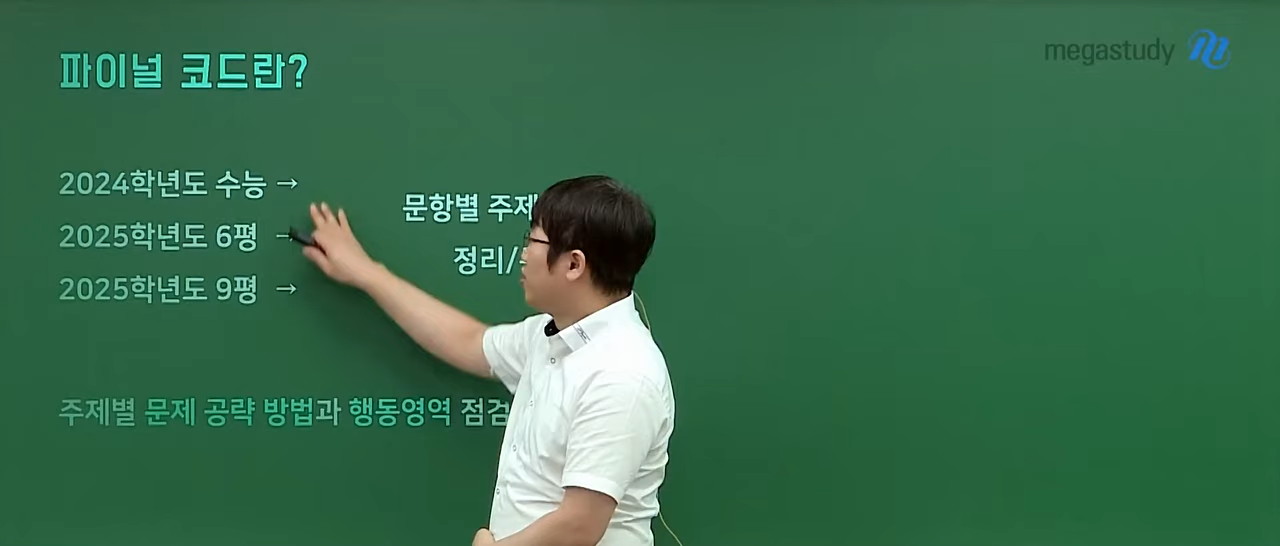 파이널 코드란?
megastudy
2024학년도 수능 →
2025학년도 6평 →
2025학년도 9평 →
문항별 주제
정리/
주제별 문제 공략 방법과 행동영역 점검